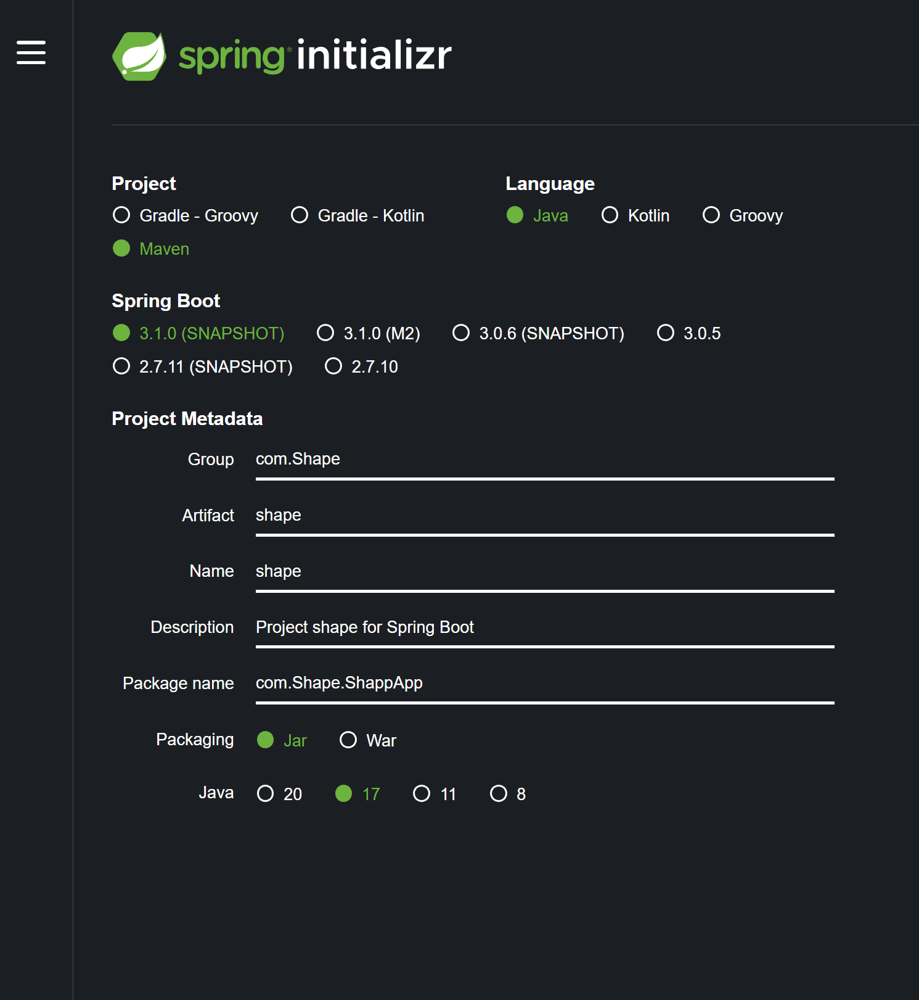 spring® initializr
Project
Language
Gradle - Groovy Gradle - Kotlin
Java Kotlin Groovy
Maven
Spring Boot
3.1.0 (SNAPSHOT) 3.1.0 (M2) 3.0.6 (SNAPSHOT) 3.0.5
2.7.11 (SNAPSHOT) 2.7.10
Project Metadata
Group com.Shape
Artifact shape
Name shape
Description Project shape for Spring Boot
Package name com.Shape.ShappApp
Packaging Jar War
Java 20 17 11 8